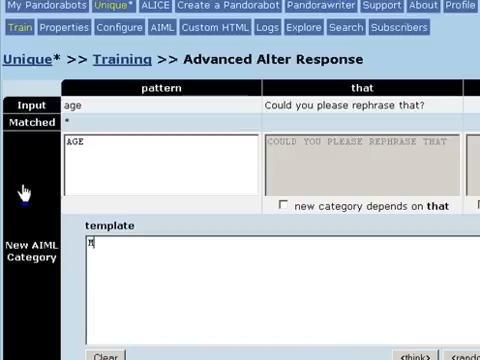 My Pandorabots Unique* ALICE Create a Pandorabot Pandorawriter Support About Profile
Train Properties Configure AIML Custom HTML Logs Explore Search Subscribers
Unique* >> Training >> Advanced Alter Response
pattern that
Input age Could you please rephrase that?
Matched *
AGE COULD YOU PLEASE REPHRASE THAT
new category depends on that
New AIML
Category
template
M
Clear <think> <rando